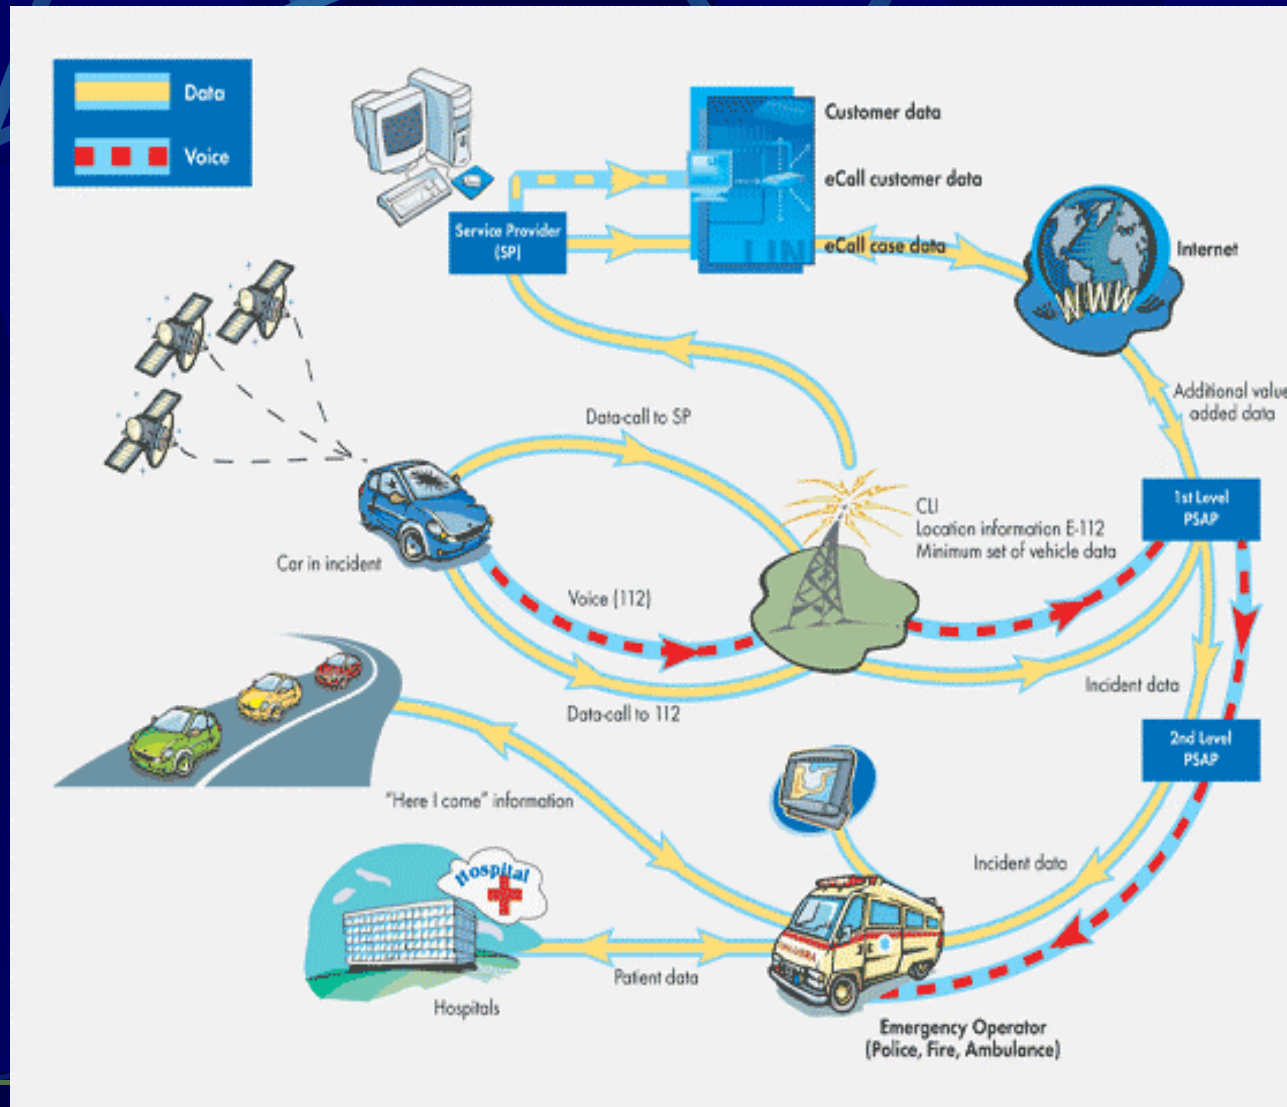 Data
Voice
Customer data
eCall customer data
eCall case data
LIN
Service Provider
(SP)
Internet
WWW
Additional value
added data
Data-call to SP
1st Level
PSAP
CLI
Location information E-112
Minimum set of vehicle data
Car in incident
Voice (112)
Data-call to 112
Incident data
2nd Level
PSAP
"Here I come" information
Incident data
Hospital
Patient data
Hospitals
Emergency Operator
(Police, Fire, Ambulance)